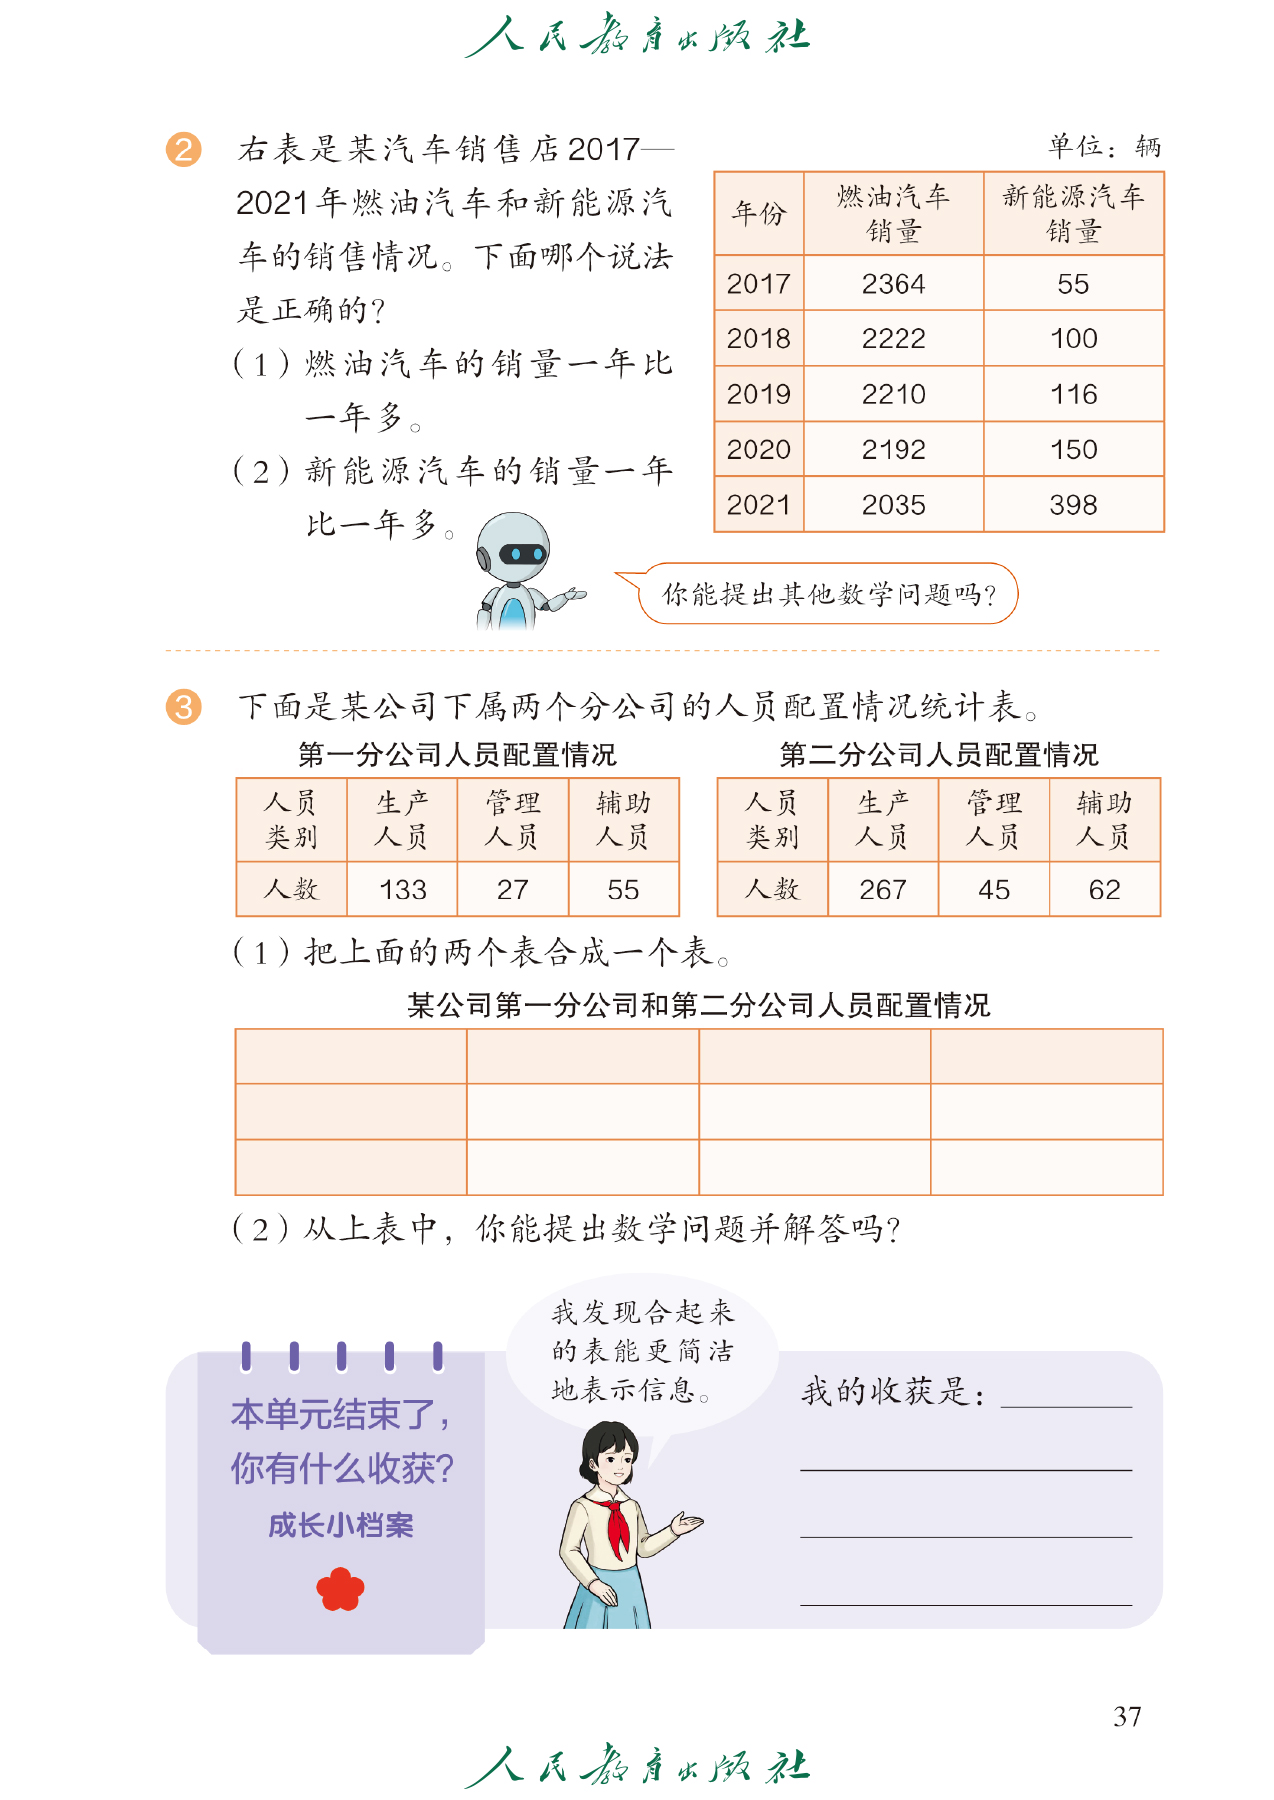 人民教育出版社
2 右表是某汽车销售店2017—
2021年燃油汽车和新能源汽
车的销售情况。下面哪个说法
是正确的？
（1）燃油汽车的销量一年比
一年多。
（2）新能源汽车的销量一年
比一年多。
单位：辆
年份 燃油汽车销量 新能源汽车销量
2017 2364 55
2018 2222 100
2019 2210 116
2020 2192 150
2021 2035 398
你能提出其他数学问题吗？
3 下面是某公司下属两个分公司的人员配置情况统计表。
第一分公司人员配置情况
人员类别 生产人员 管理人员 辅助人员
人数 133 27 55
第二分公司人员配置情况
人员类别 生产人员 管理人员 辅助人员
人数 267 45 62
（1）把上面的两个表合成一个表。
某公司第一分公司和第二分公司人员配置情况
（2）从上表中，你能提出数学问题并解答吗？
本单元结束了，
你有什么收获？
成长小档案
我发现合起来
的表能更简洁
地表示信息。
我的收获是：
37
人民教育出版社